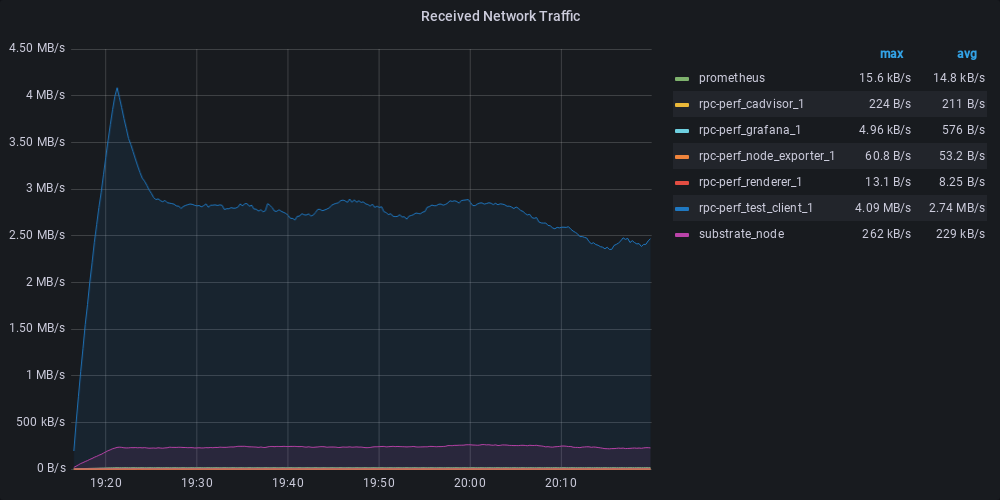 Received Network Traffic
4.50 MB/s
4 MB/s
3.50 MB/s
3 MB/s
2.50 MB/s
2 MB/s
1.50 MB/s
1 MB/s
500 kB/s
0 B/s
19:20 19:30 19:40 19:50 20:00 20:10
max avg
prometheus 15.6 kB/s 14.8 kB/s
rpc-perf_cadvisor_1 224 B/s 211 B/s
rpc-perf_grafana_1 4.96 kB/s 576 B/s
rpc-perf_node_exporter_1 60.8 B/s 53.2 B/s
rpc-perf_renderer_1 13.1 B/s 8.25 B/s
rpc-perf_test_client_1 4.09 MB/s 2.74 MB/s
substrate_node 262 kB/s 229 kB/s